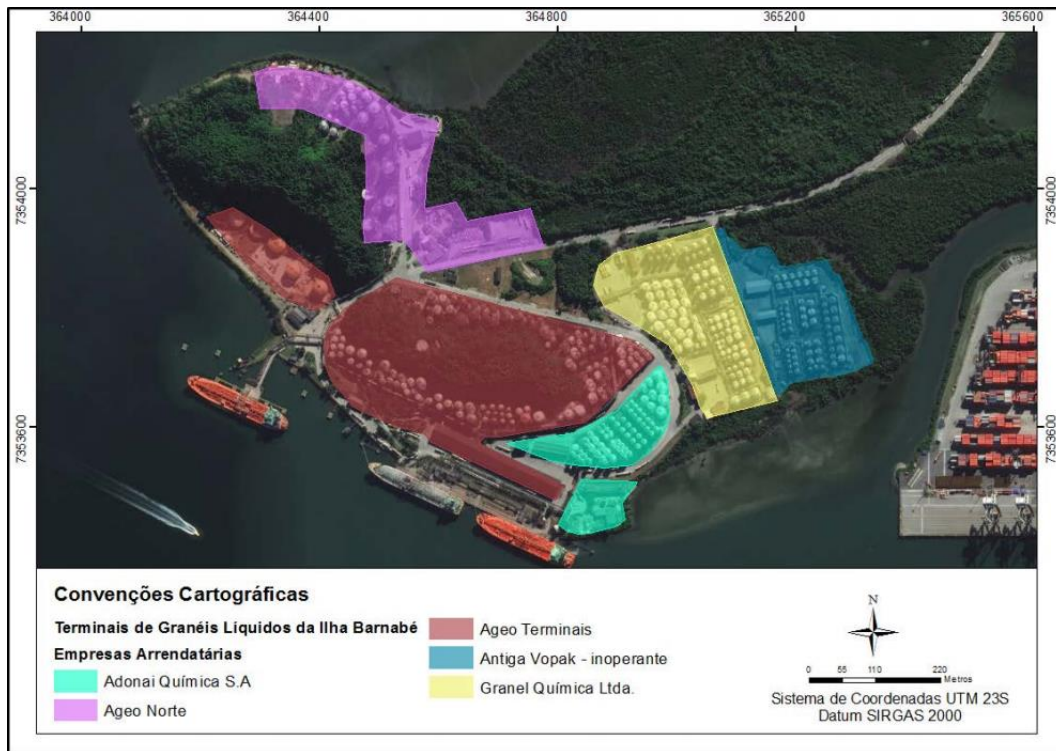 364000 364400 364800 365200 365600
7354000 7354000
7353600 7353600
Convenções Cartográficas
Terminais de Granéis Líquidos da Ilha Barnabé
Empresas Arrendatárias
Adonai Química S.A
Ageo Norte
Ageo Terminais
Antiga Vopak - inoperante
Granel Química Ltda.
N
0 55 110 220
Metros
Sistema de Coordenadas UTM 23S
Datum SIRGAS 2000